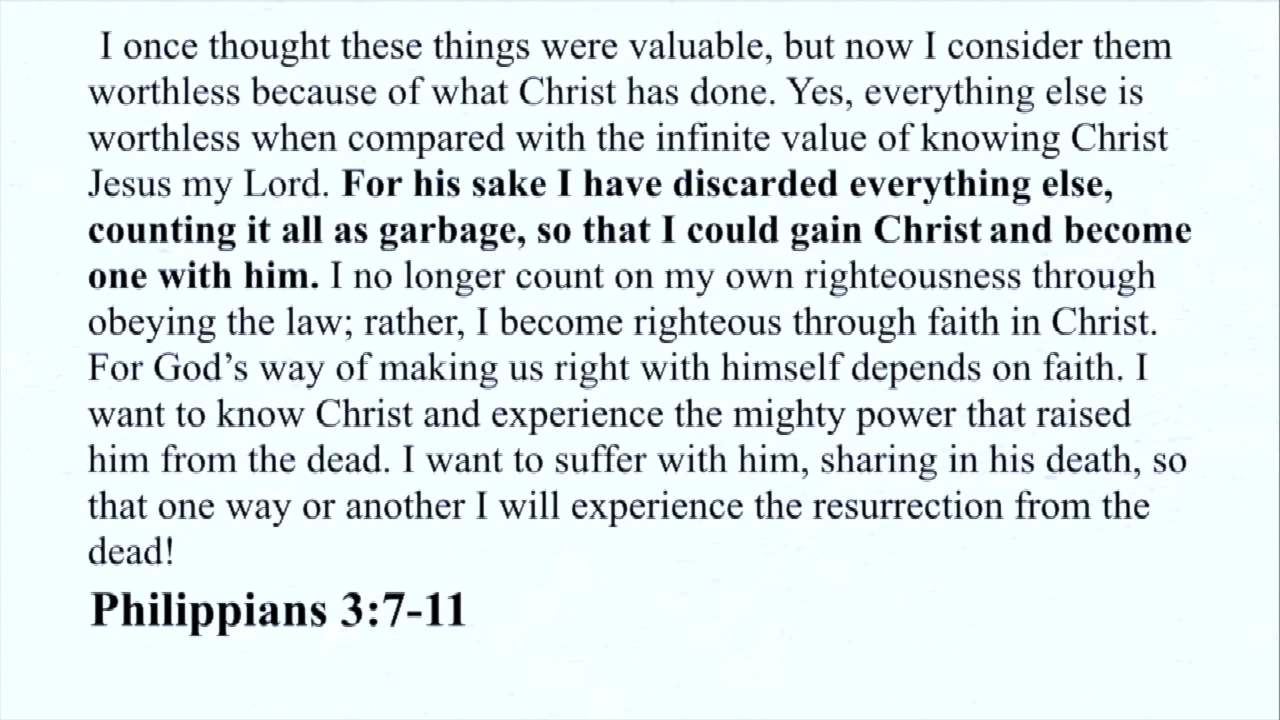 I once thought these things were valuable, but now I consider them
worthless because of what Christ has done. Yes, everything else is
worthless when compared with the infinite value of knowing Christ
Jesus my Lord. For his sake I have discarded everything else,
counting it all as garbage, so that I could gain Christ and become
one with him. I no longer count on my own righteousness through
obeying the law; rather, I become righteous through faith in Christ.
For God’s way of making us right with himself depends on faith. I
want to know Christ and experience the mighty power that raised
him from the dead. I want to suffer with him, sharing in his death, so
that one way or another I will experience the resurrection from the
dead!
Philippians 3:7-11